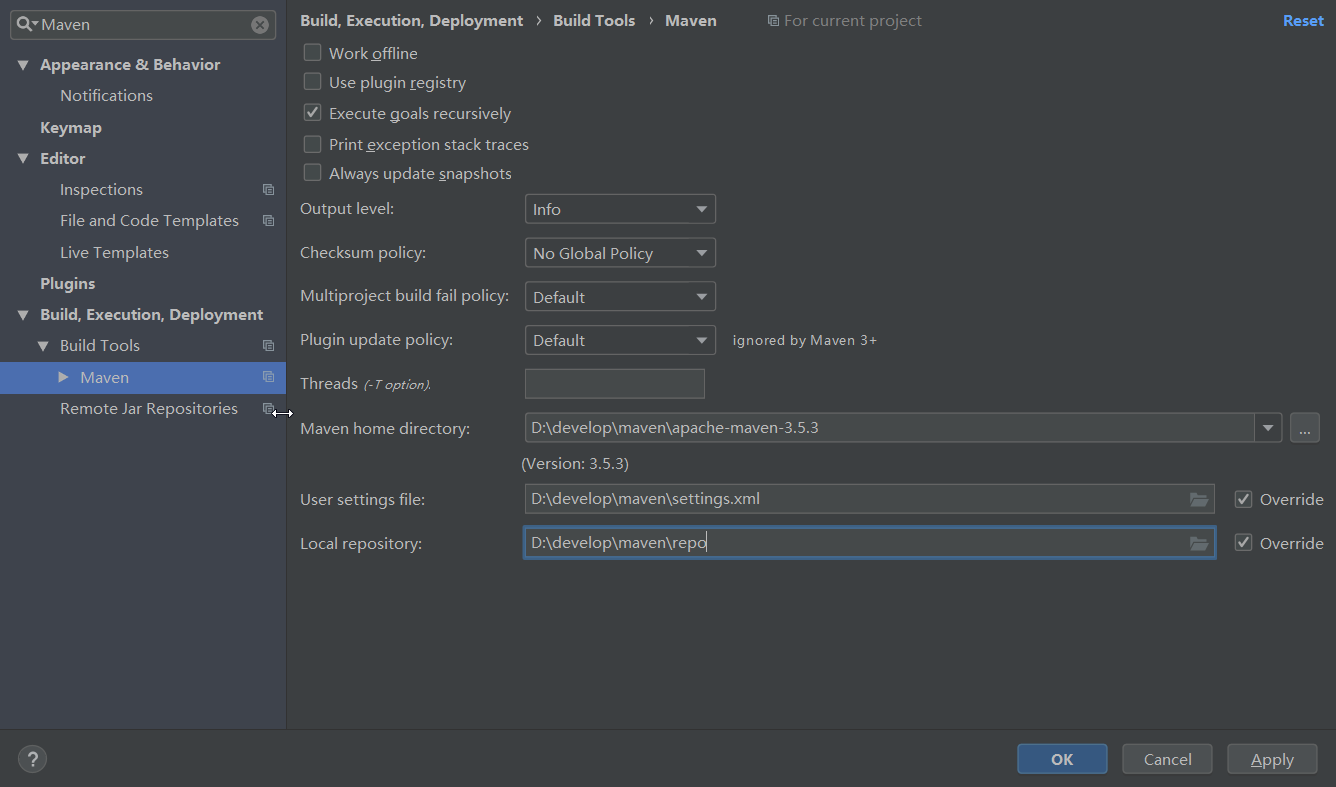 Maven
Appearance & Behavior
Notifications
Keymap
Editor
Inspections
File and Code Templates
Live Templates
Plugins
Build, Execution, Deployment
Build Tools
Maven
Remote Jar Repositories
Build, Execution, Deployment › Build Tools › Maven For current project Reset
Work offline
Use plugin registry
Execute goals recursively
Print exception stack traces
Always update snapshots
Output level: Info
Checksum policy: No Global Policy
Multiproject build fail policy: Default
Plugin update policy: Default ignored by Maven 3+
Threads (-T option).
Maven home directory: D:\develop\maven\apache-maven-3.5.3 ...
(Version: 3.5.3)
User settings file: D:\develop\maven\settings.xml Override
Local repository: D:\develop\maven\repo Override
? OK Cancel Apply